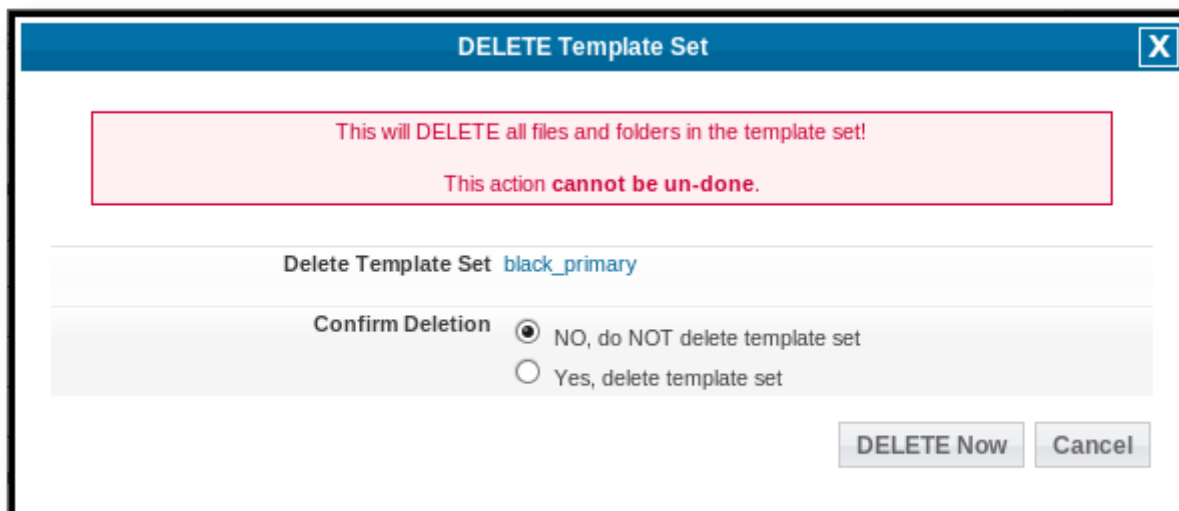 DELETE Template Set
X
This will DELETE all files and folders in the template set!
This action cannot be un-done.
Delete Template Set black_primary
Confirm Deletion
NO, do NOT delete template set
Yes, delete template set
DELETE Now Cancel